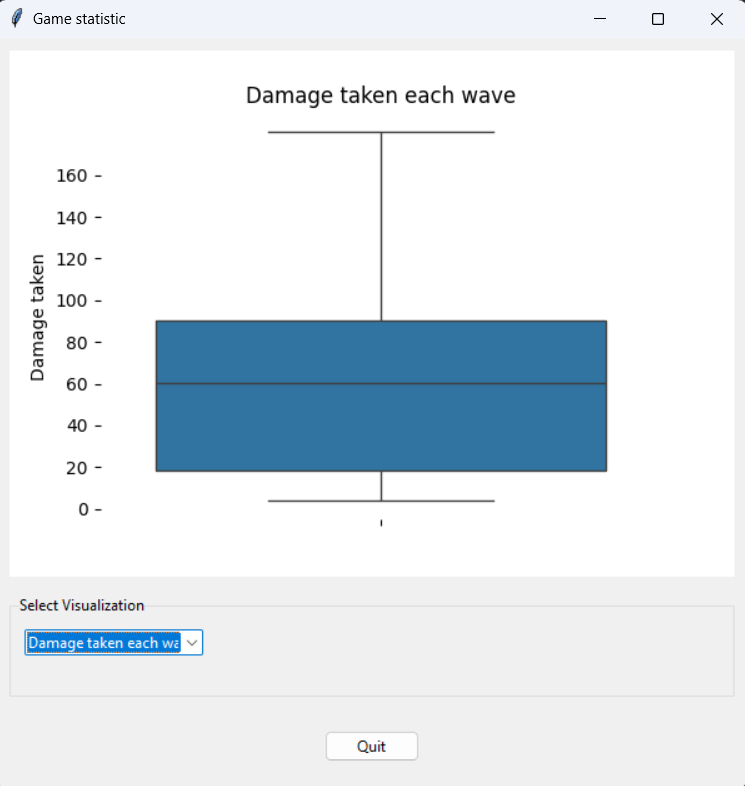 Game statistic
Damage taken each wave
Damage taken
160
140
120
100
80
60
40
20
0
Select Visualization
Damage taken each wa
Quit